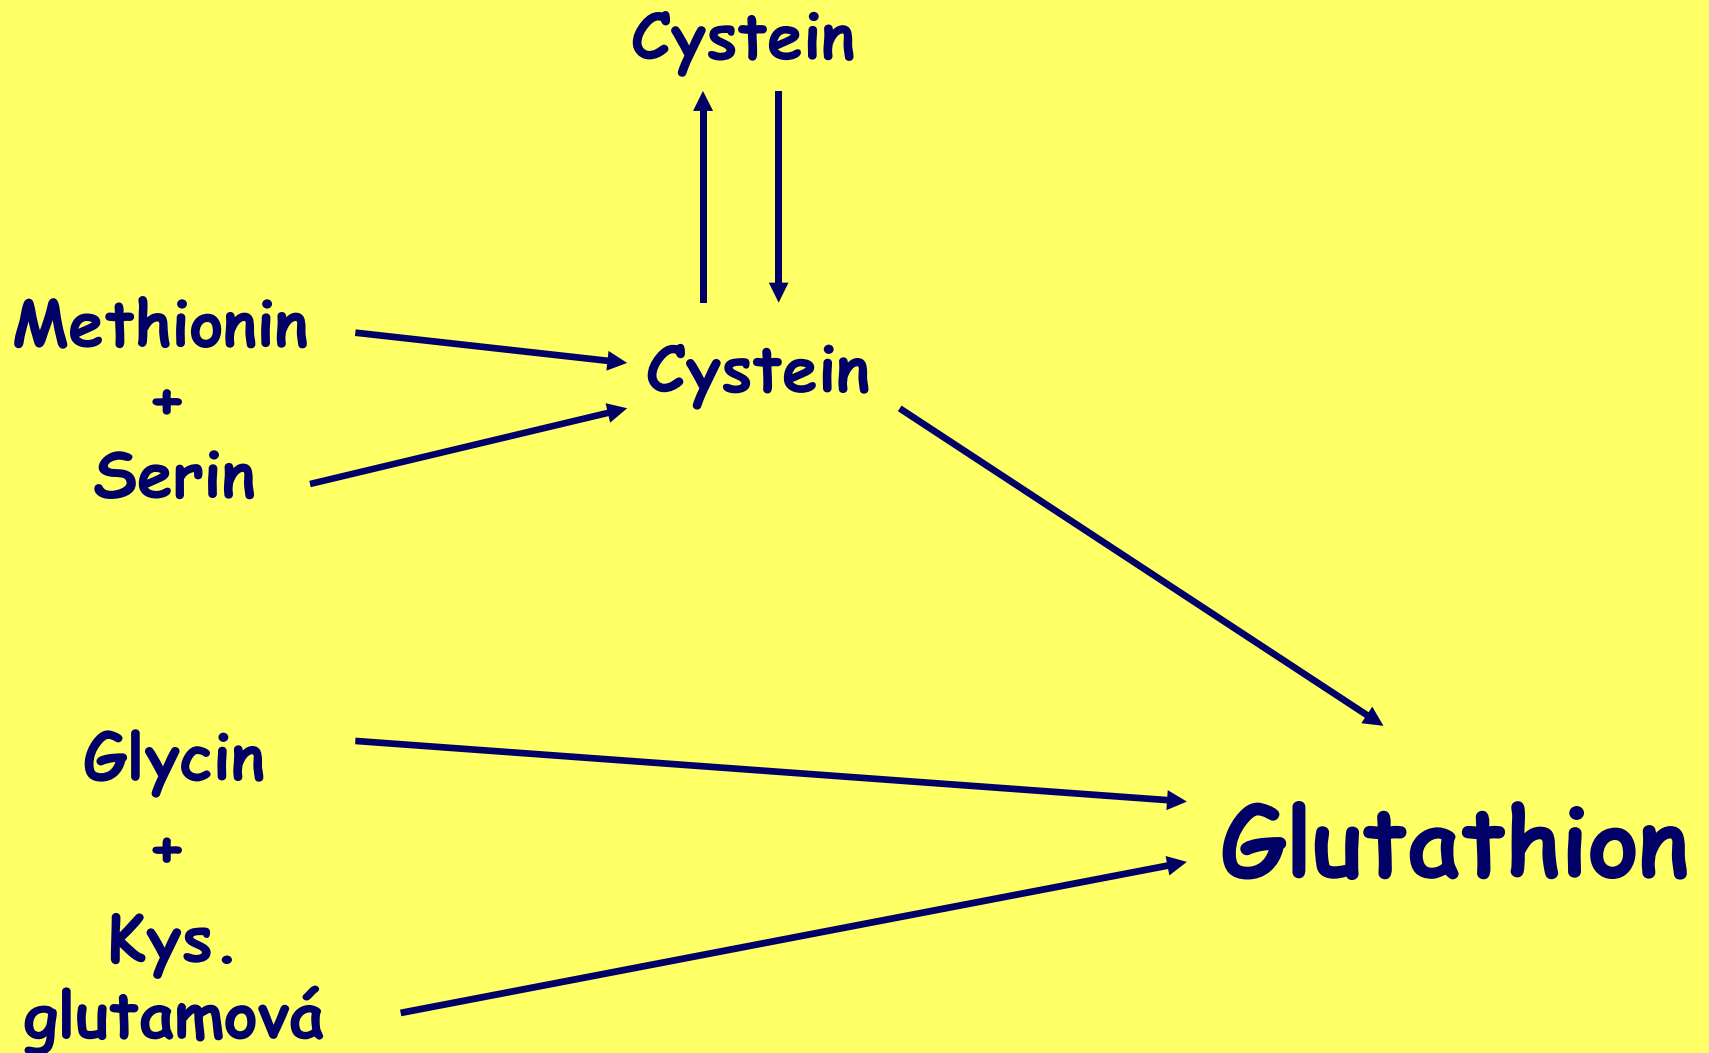 Cystein
Methionin
+
Serin
Cystein
Glycin
+
Kys.
glutamová
Glutathion